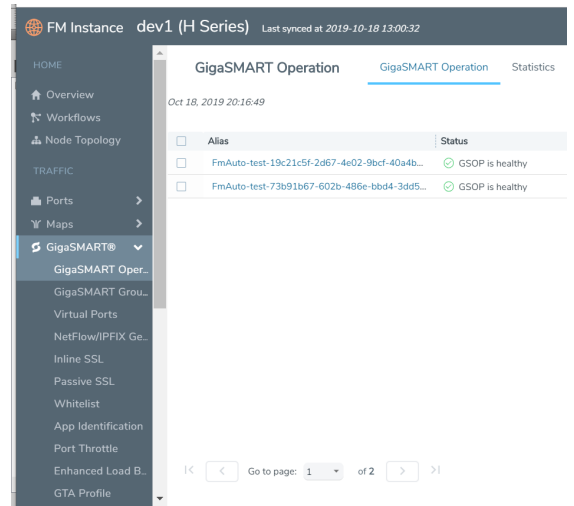 FM Instance dev1 (H Series) Last synced at 2019-10-18 13:00:32
HOME
Overview
Workflows
Node Topology
TRAFFIC
Ports
Maps
GigaSMART®
GigaSMART Oper...
GigaSMART Grou...
Virtual Ports
NetFlow/IPFIX Ge...
Inline SSL
Passive SSL
Whitelist
App Identification
Port Throttle
Enhanced Load B...
GTA Profile
GigaSMART Operation GigaSMART Operation Statistics
Oct 18, 2019 20:16:49
Alias Status
FmAuto-test-19c21c5f-2d67-4e02-9bcf-40a4b... GSOP is healthy
FmAuto-test-73b91b67-602b-486e-bbd4-3dd5... GSOP is healthy
Go to page: 1 of 2